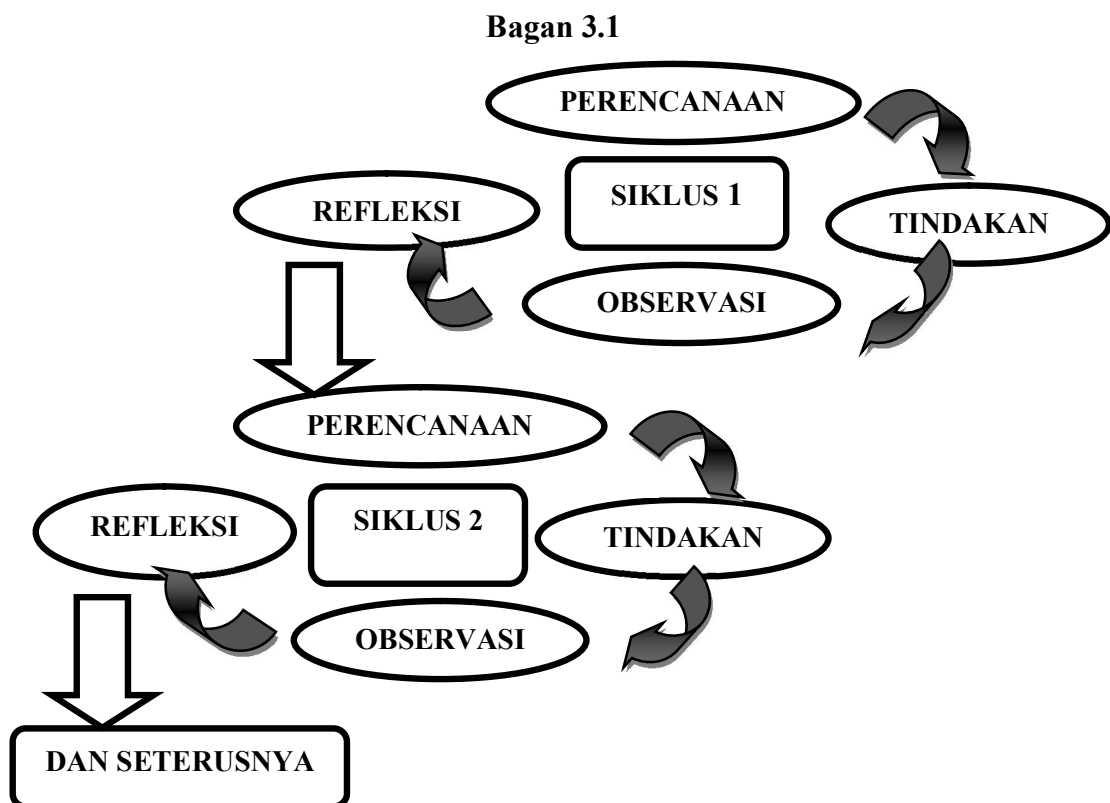 Bagan 3.1
PERENCANAAN
SIKLUS 1
REFLEKSI
TINDAKAN
OBSERVASI
PERENCANAAN
SIKLUS 2
REFLEKSI
TINDAKAN
OBSERVASI
DAN SETERUSNYA